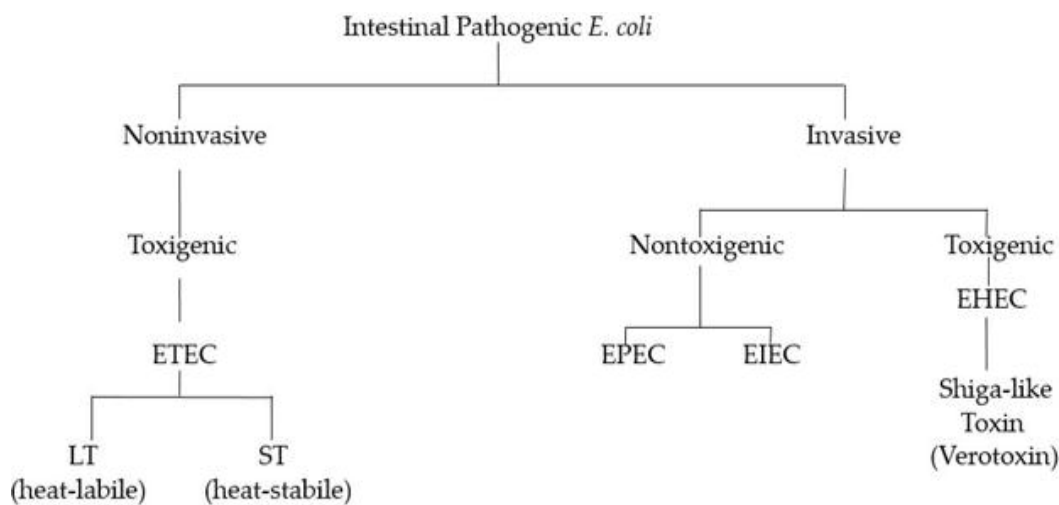 Intestinal Pathogenic E. coli
Noninvasive
Invasive
Toxigenic
Nontoxigenic
Toxigenic
EHEC
ETEC
EPEC
EIEC
Shiga-like
Toxin
(Verotoxin)
LT
(heat-labile)
ST
(heat-stabile)